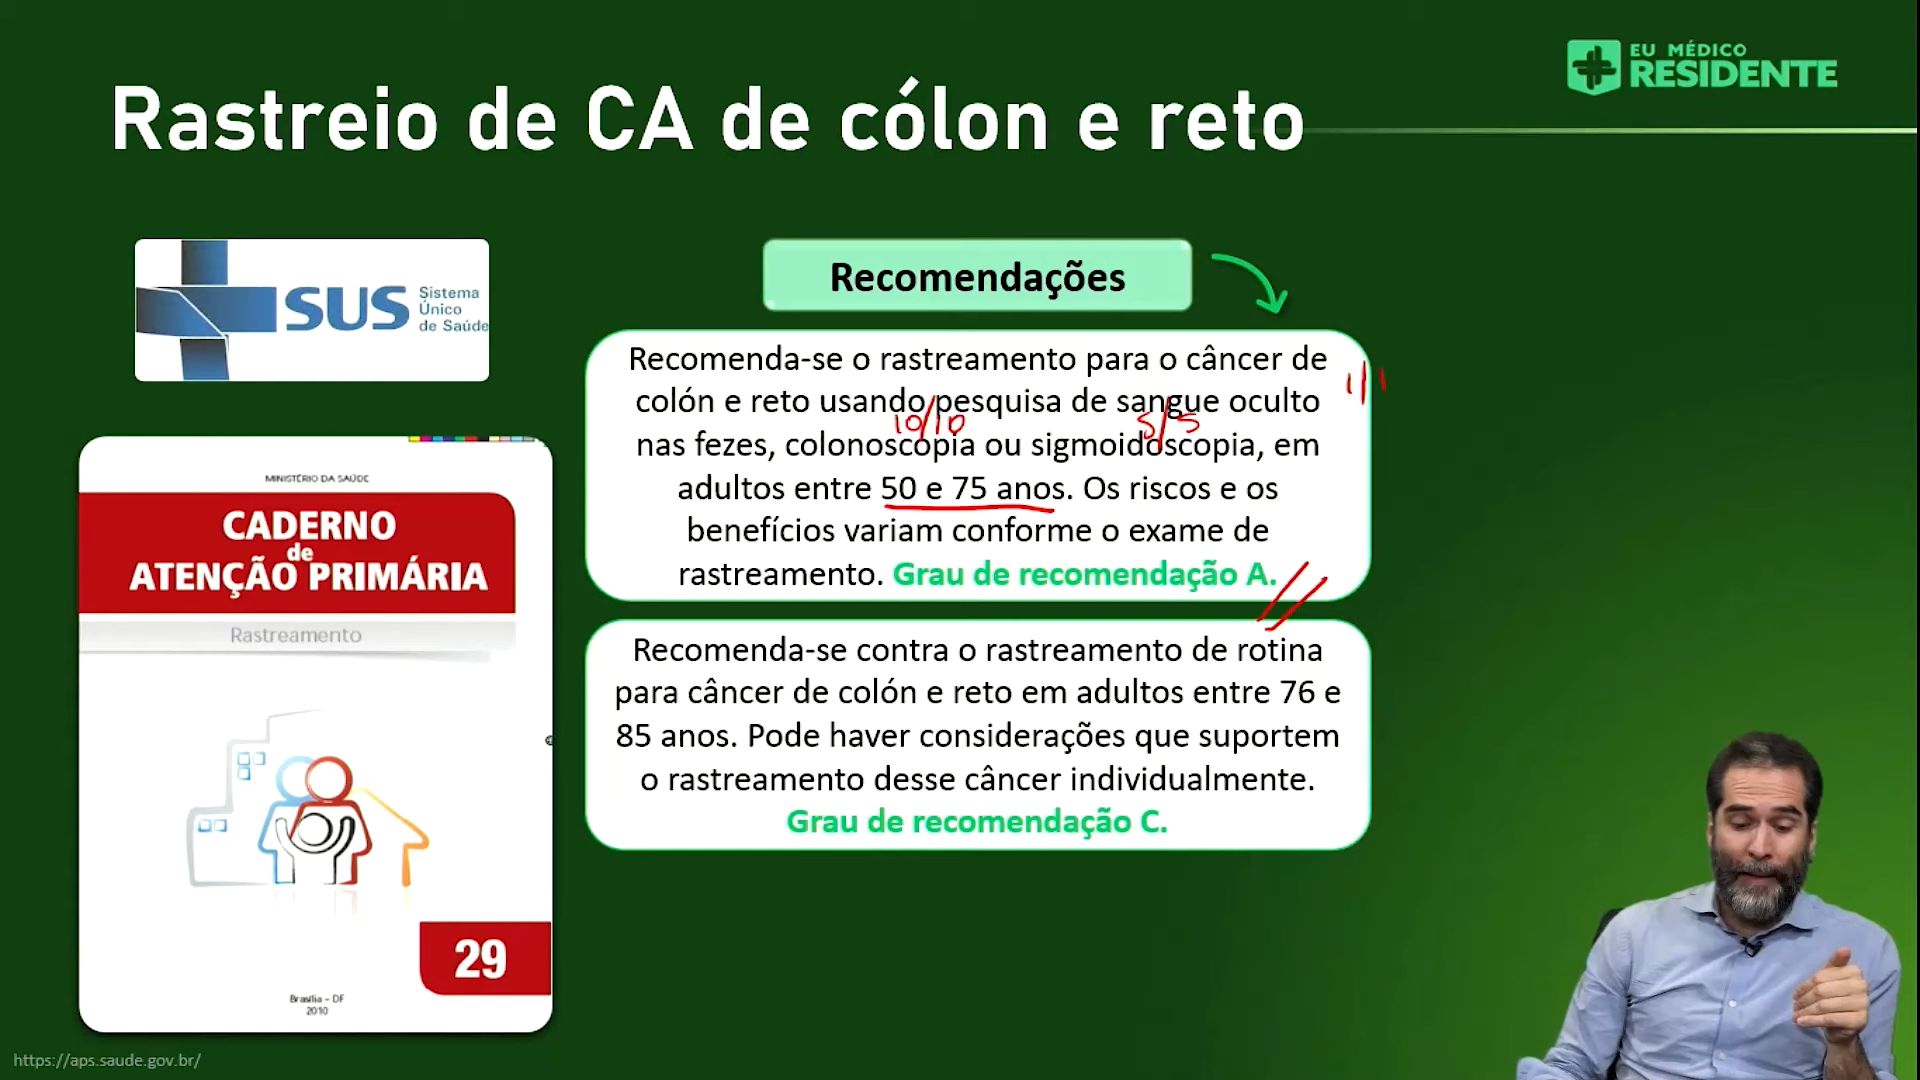 EU MÉDICO
RESIDENTE
Rastreio de CA de cólon e reto
SUS
Sistema
Único
de Saúde
Recomendações
Recomenda-se o rastreamento para o câncer de
colón e reto usando pesquisa de sangue oculto
1/1
10/10
5/5
nas fezes, colonoscopia ou sigmoidoscopia, em
adultos entre 50 e 75 anos. Os riscos e os
benefícios variam conforme o exame de
rastreamento. Grau de recomendação A.
Recomenda-se contra o rastreamento de rotina
para câncer de colón e reto em adultos entre 76 e
85 anos. Pode haver considerações que suportem
o rastreamento desse câncer individualmente.
Grau de recomendação C.
MINISTÉRIO DA SAÚDE
CADERNO
de
ATENÇÃO PRIMÁRIA
Rastreamento
29
Brasília - DF
2010
https://aps.saude.gov.br/